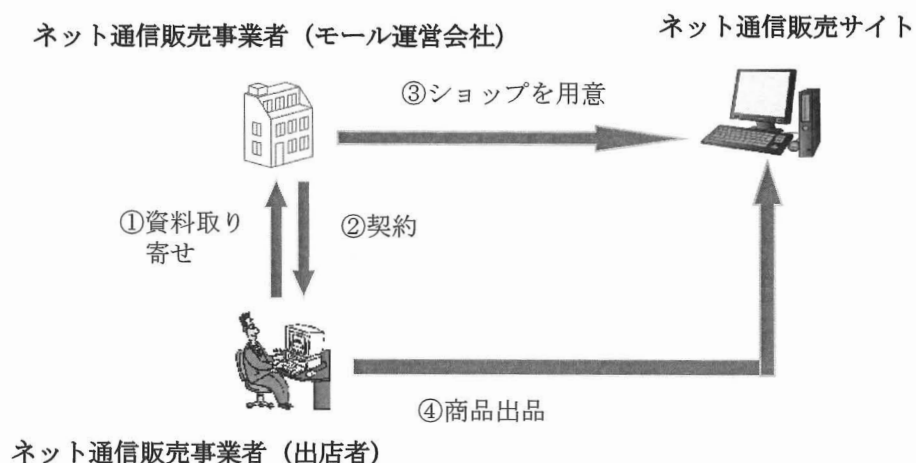 ネット通信販売事業者（モール運営会社）
ネット通信販売サイト
③ショップを用意
①資料取り
寄せ
②契約
④商品出品
ネット通信販売事業者（出店者）